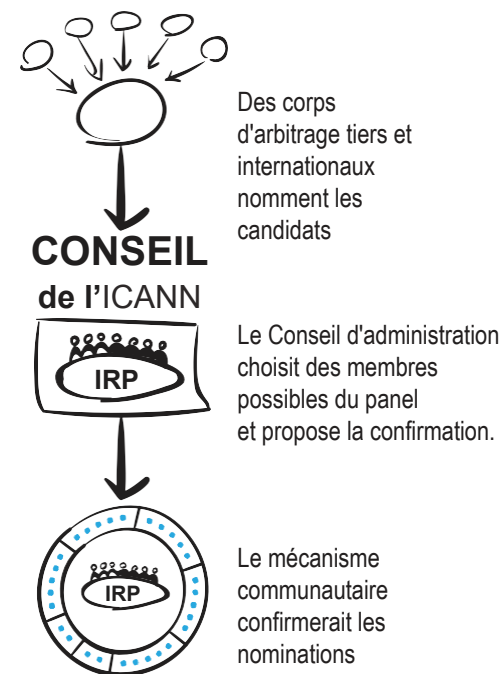 Des corps
d'arbitrage tiers et
internationaux
nomment les
candidats
CONSEIL
de l'ICANN
IRP
Le Conseil d'administration
choisit des membres
possibles du panel
et propose la confirmation.
IRP
Le mécanisme
communautaire
confirmerait les
nominations